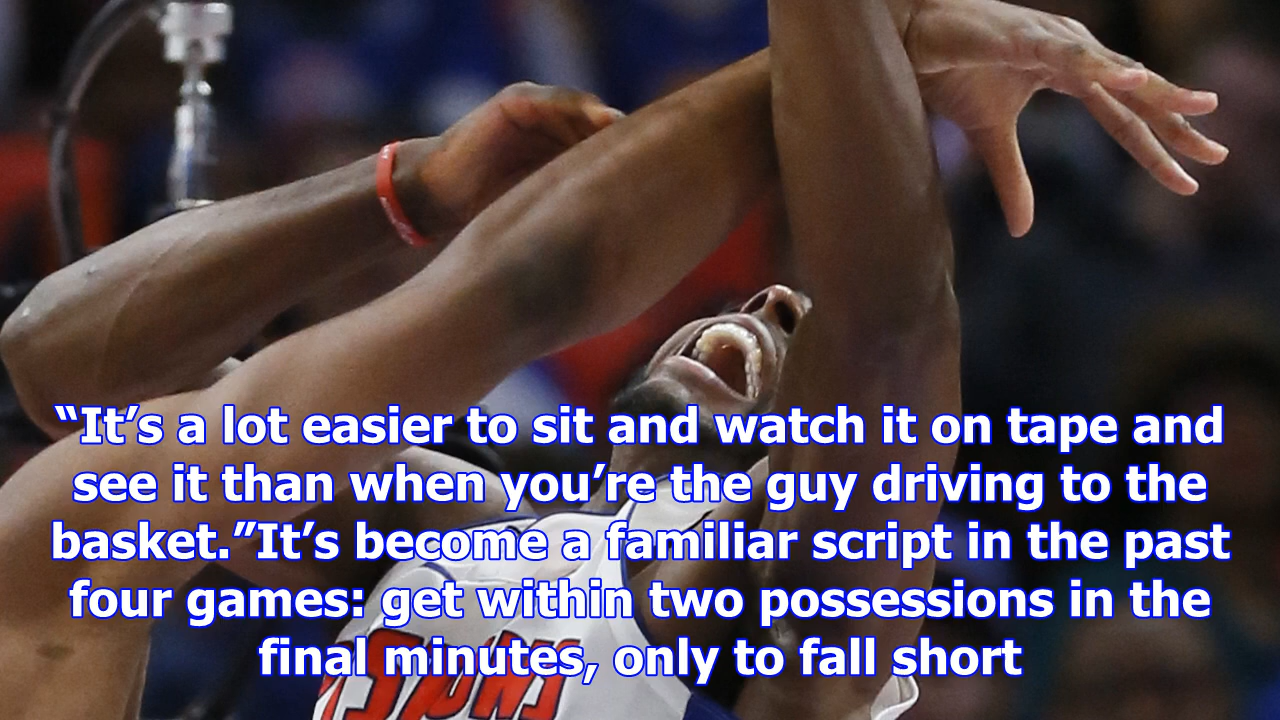 “It’s a lot easier to sit and watch it on tape and
see it than when you’re the guy driving to the
basket.”It’s become a familiar script in the past
four games: get within two possessions in the
final minutes, only to fall short